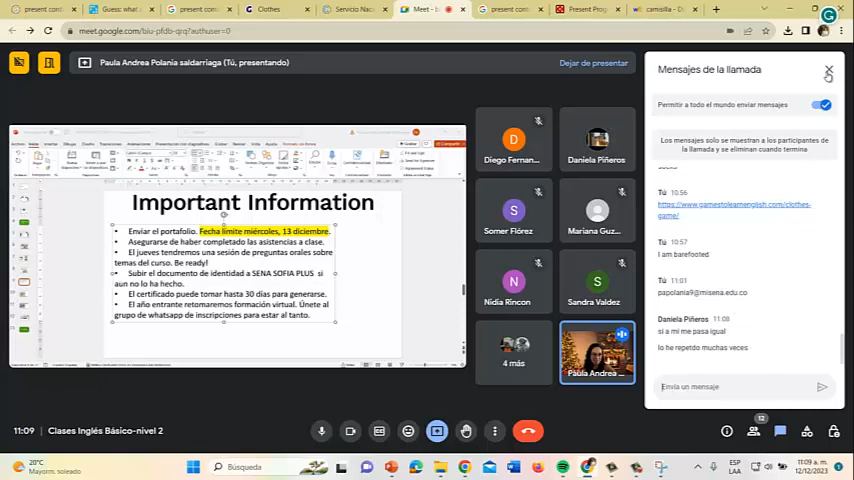 present con
Guess: what
present cont
Clothes
Servicio Nac
Meet - b
present cont
Present Prog
camisilla - D
meet.google.com/biu-pfdb-qrq?authuser=0
Paula Andrea Polania saldarriaga (Tú, presentando)
Dejar de presentar
Important Information
• Enviar el portafolio. Fecha límite miércoles, 13 diciembre.
• Asegurarse de haber completado las asistencias a clase.
• El jueves tendremos una sesión de preguntas orales sobre
temas del curso. Be ready!
• Subir el documento de identidad a SENA SOFIA PLUS si
aun no lo ha hecho.
• El certificado puede tomar hasta 30 días para generarse.
• El año entrante retomaremos formación virtual. Únete al
grupo de whatsapp de inscripciones para estar al tanto.
D
Diego Fernan...
Daniela Piñeros
S
Somer Flórez
Mariana Guz...
N
Nidia Rincon
S
Sandra Valdez
4 más
Paula Andrea ...
Mensajes de la llamada
Permitir a todo el mundo enviar mensajes
Los mensajes solo se muestran a los participantes de
la llamada y se eliminan cuando termina
Tú 10:56
https://www.gamestolearnenglish.com/clothes-
game/
Tú 10:57
I am barefooted
Tú 11:01
papolania9@misena.edu.co
Daniela Piñeros 11:08
si a mi me pasa igual
lo he repetdo muchas veces
Envía un mensaje
11:09 Clases Inglés Básico-nivel 2
12
20°C
Mayorm. soleado
Búsqueda
ESP
LAA
11:09 a. m.
12/12/2023